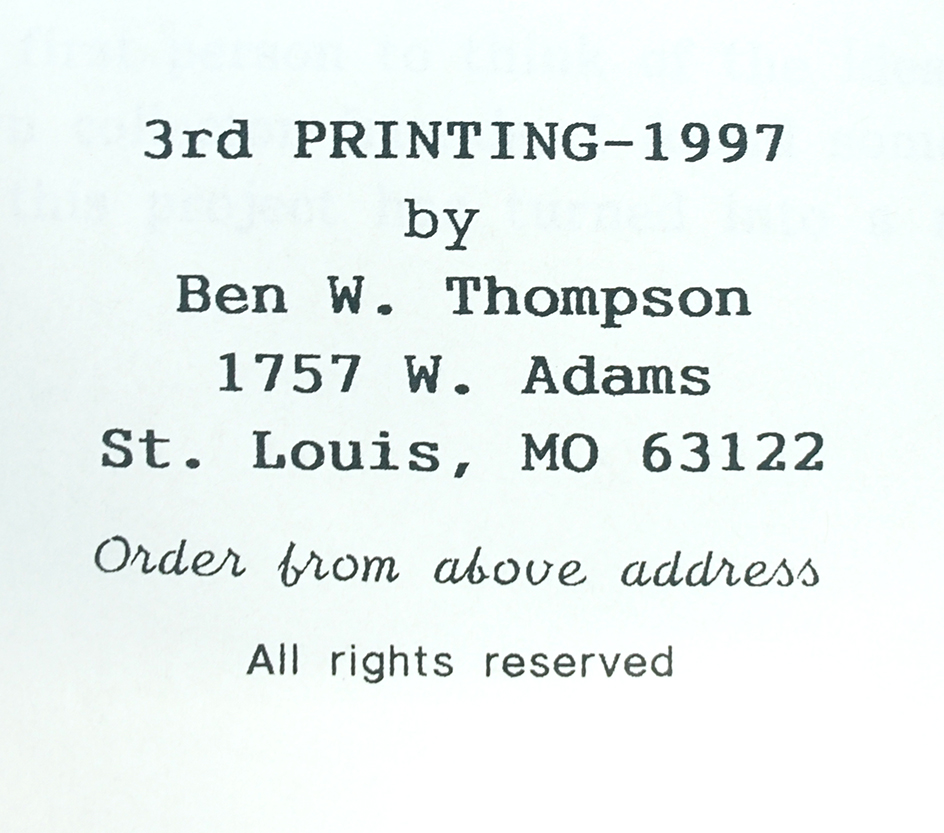 3rd PRINTING-1997
by
Ben W. Thompson
1757 W. Adams
St. Louis, MO 63122
Order from above address
All rights reserved